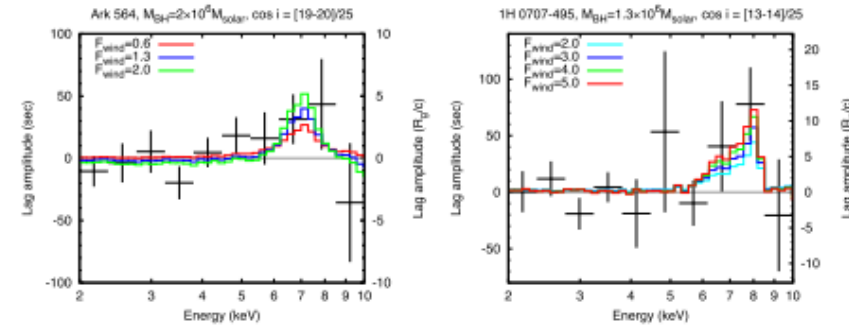 Ark 564, M_BH=2×10^6M_solar, cos i = [19-20]/25
F_wind=0.6
F_wind=1.3
F_wind=2.0
Lag amplitude (sec)
100
50
0
-50
-100
10
5
0
-5
-10
Lag amplitude (R_g/c)
2 3 4 5 6 7 8 9 10
Energy (keV)
1H 0707-495, M_BH=1.3×10^6M_solar, cos i = [13-14]/25
F_wind=2.0
F_wind=3.0
F_wind=4.0
F_wind=5.0
Lag amplitude (sec)
100
50
0
-50
20
15
10
5
0
-5
-10
Lag amplitude (R_g/c)
2 3 4 5 6 7 8 9 10
Energy (keV)